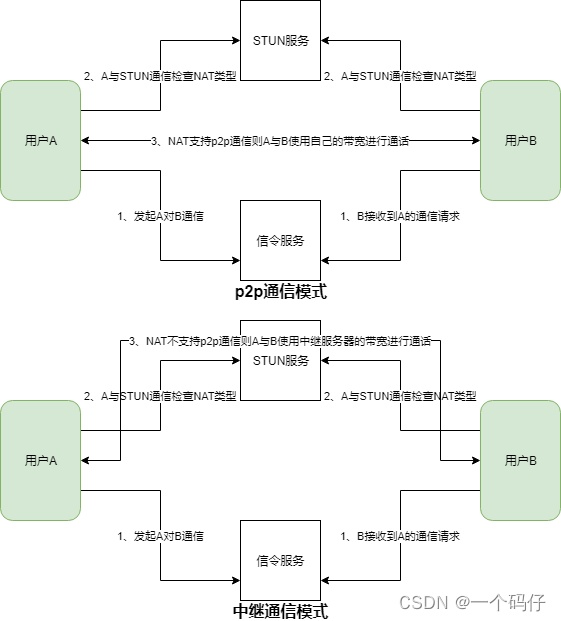 STUN服务
2、A与STUN通信检查NAT类型
2、A与STUN通信检查NAT类型
用户A
3、NAT支持p2p通信则A与B使用自己的带宽进行通话
用户B
1、发起A对B通信
1、B接收到A的通信请求
信令服务
p2p通信模式
3、NAT不支持p2p通信则A与B使用中继服务器的带宽进行通话
STUN服务
2、A与STUN通信检查NAT类型
2、A与STUN通信检查NAT类型
用户A
用户B
1、发起A对B通信
1、B接收到A的通信请求
信令服务
中继通信模式
CSDN @一个码仔